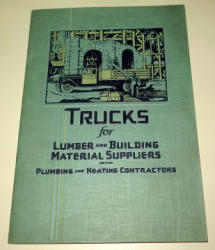 TRUCKS
for
LUMBER AND BUILDING
MATERIAL SUPPLIERS
PLUMBING AND HEATING CONTRACTORS